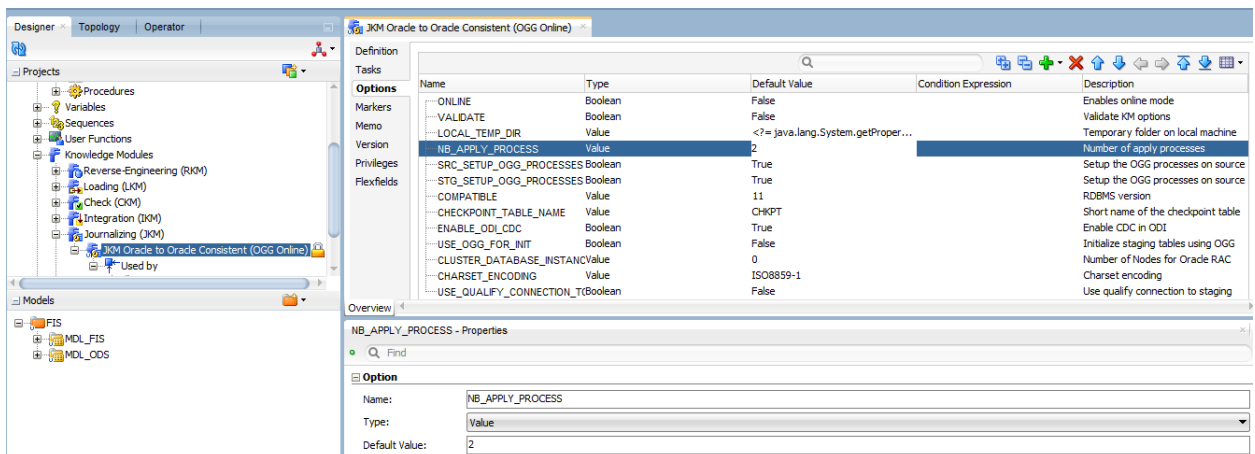 Designer Topology Operator
Projects
Procedures
Variables
Sequences
User Functions
Knowledge Modules
Reverse-Engineering (RKM)
Loading (LKM)
Check (CKM)
Integration (IKM)
Journalizing (JKM)
JKM Oracle to Oracle Consistent (OGG Online)
Used by
Models
FIS
MDL_FIS
MDL_ODS
JKM Oracle to Oracle Consistent (OGG Online)
Definition
Tasks
Options
Markers
Memo
Version
Privileges
Flexfields
Name Type Default Value Condition Expression Description
ONLINE Boolean False Enables online mode
VALIDATE Boolean False Validate KM options
LOCAL_TEMP_DIR Value <?= java.lang.System.getProper... Temporary folder on local machine
NB_APPLY_PROCESS Value 2 Number of apply processes
SRC_SETUP_OGG_PROCESSES Boolean True Setup the OGG processes on source
STG_SETUP_OGG_PROCESSES Boolean True Setup the OGG processes on source
COMPATIBLE Value 11 RDBMS version
CHECKPOINT_TABLE_NAME Value CHKPT Short name of the checkpoint table
ENABLE_ODI_CDC Boolean True Enable CDC in ODI
USE_OGG_FOR_INIT Boolean False Initialize staging tables using OGG
CLUSTER_DATABASE_INSTANC Value 0 Number of Nodes for Oracle RAC
CHARSET_ENCODING Value ISO8859-1 Charset encoding
USE_QUALIFY_CONNECTION_T( Boolean False Use qualify connection to staging
Overview
NB_APPLY_PROCESS - Properties
Find
Option
Name: NB_APPLY_PROCESS
Type: Value
Default Value: 2